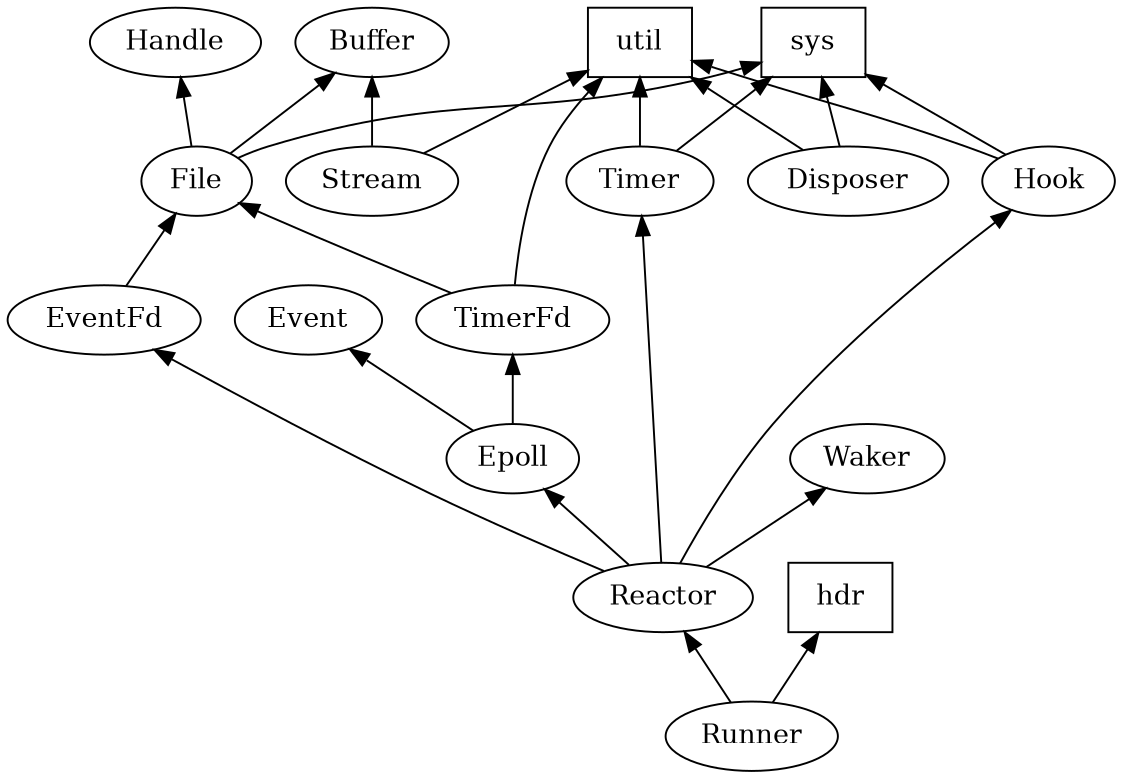 Handle
Buffer
util
sys
File
Stream
Timer
Disposer
Hook
EventFd
Event
TimerFd
Epoll
Waker
Reactor
hdr
Runner